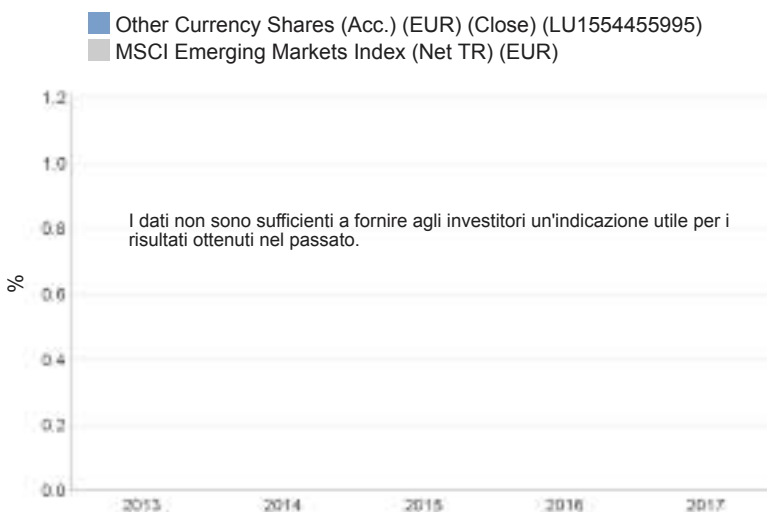 Other Currency Shares (Acc.) (EUR) (Close) (LU1554455995)
MSCI Emerging Markets Index (Net TR) (EUR)
1.2
1.0
I dati non sono sufficienti a fornire agli investitori un'indicazione utile per i
0.8
risultati ottenuti nel passato.
%
0.6
0.4
0.2
0.0
2013 2014 2015 2016 2017